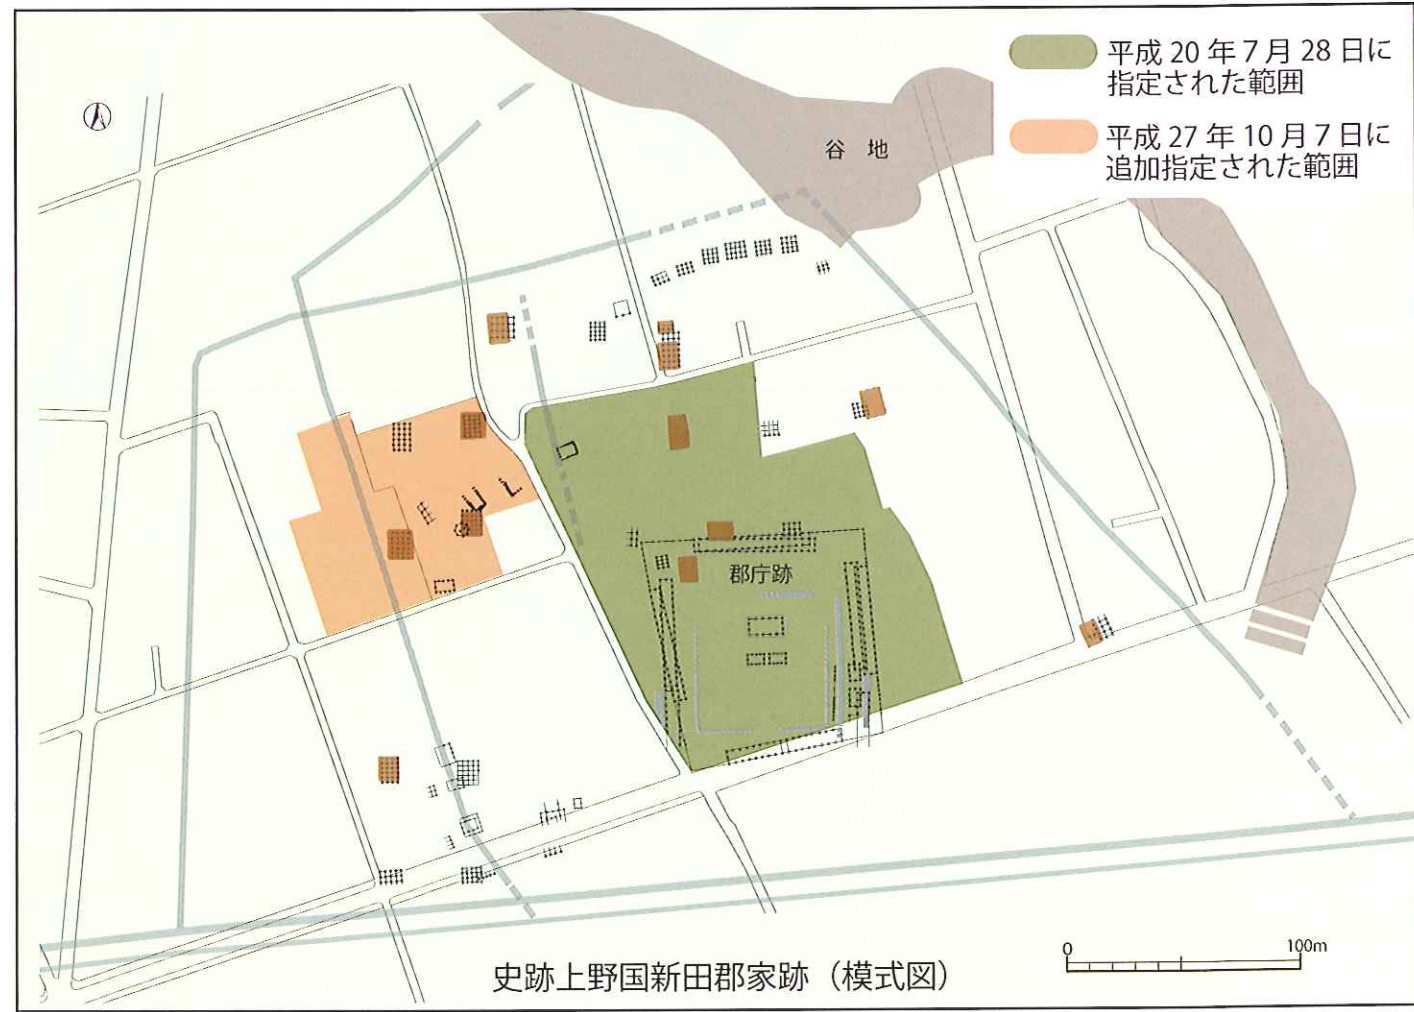 平成 20 年 7 月 28 日に
指定された範囲
平成 27 年 10 月 7 日に
追加指定された範囲
谷 地
郡庁跡
史跡上野国新田郡家跡（模式図）
0 100m